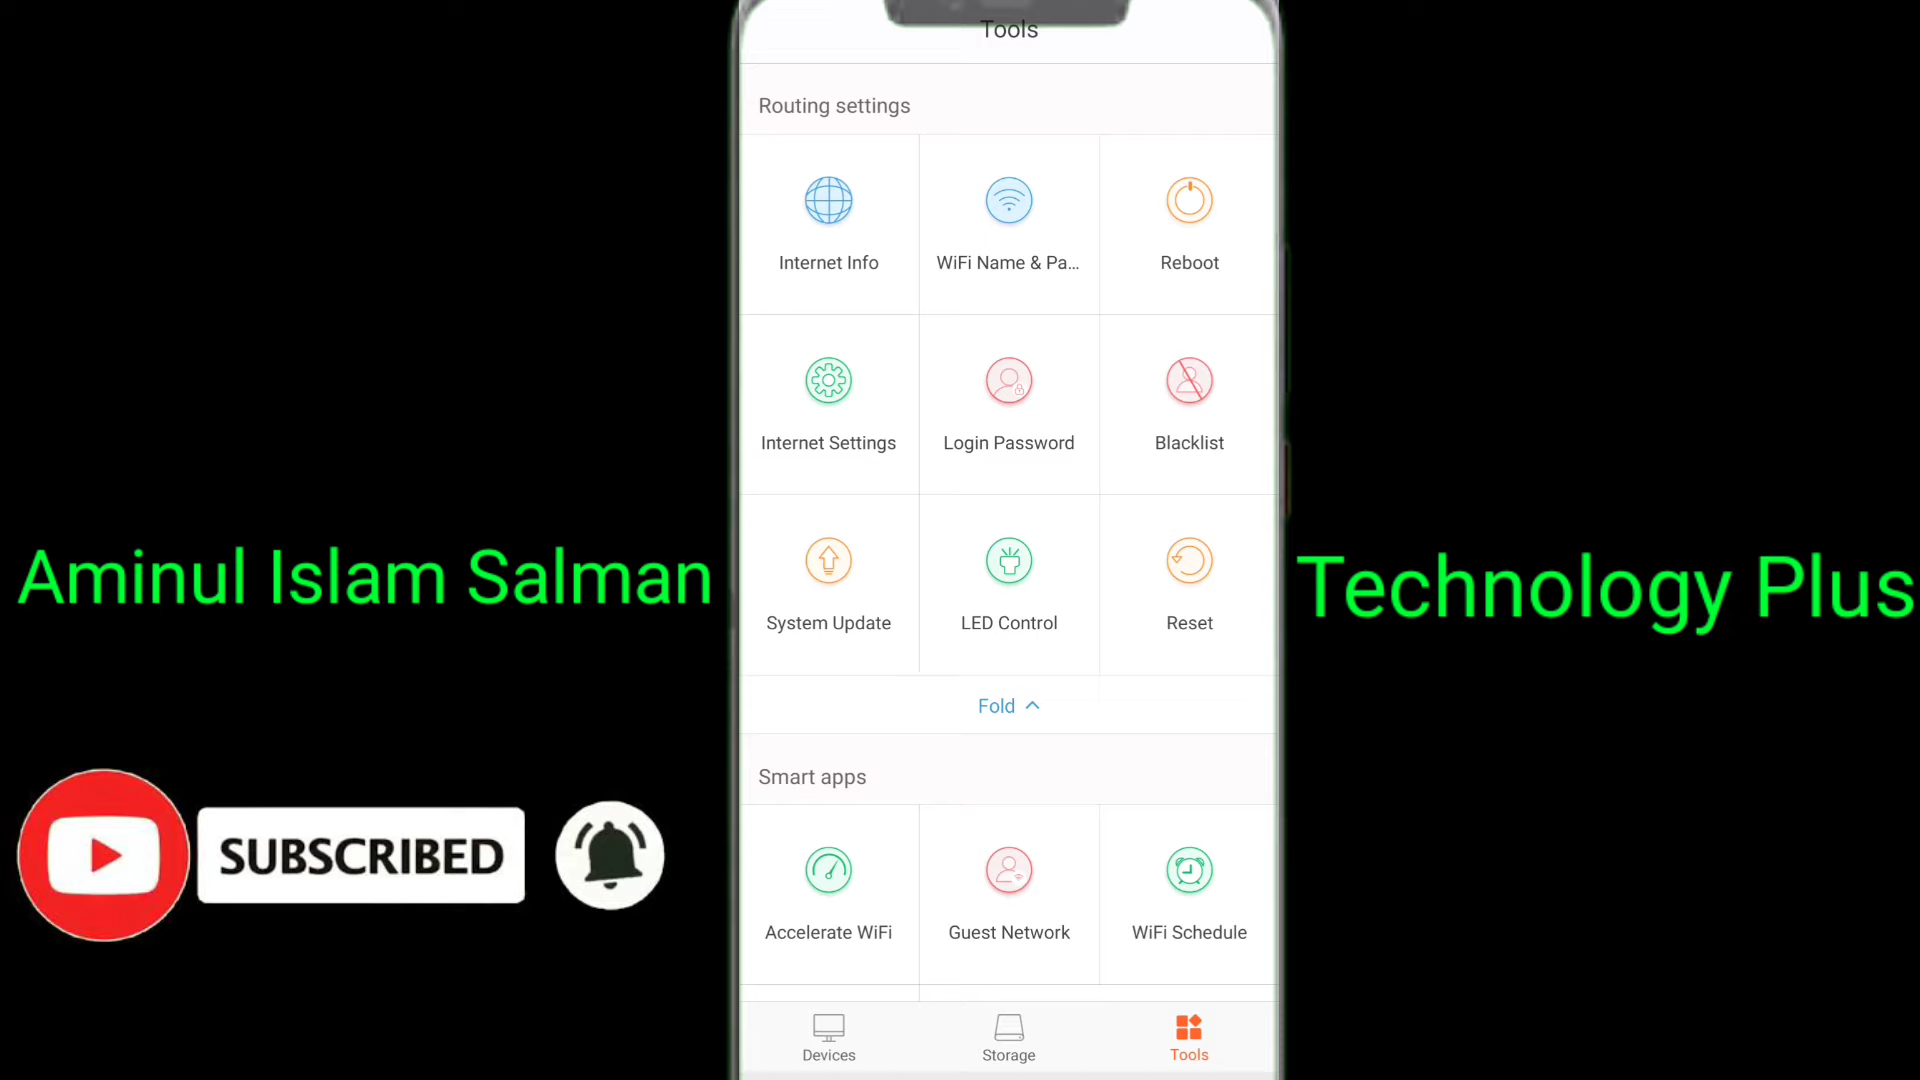 Tools
Routing settings
Internet Info
WiFi Name & Pa...
Reboot
Internet Settings
Login Password
Blacklist
System Update
LED Control
Reset
Fold
Smart apps
Accelerate WiFi
Guest Network
WiFi Schedule
Devices
Storage
Tools
Aminul Islam Salman
Technology Plus
SUBSCRIBED